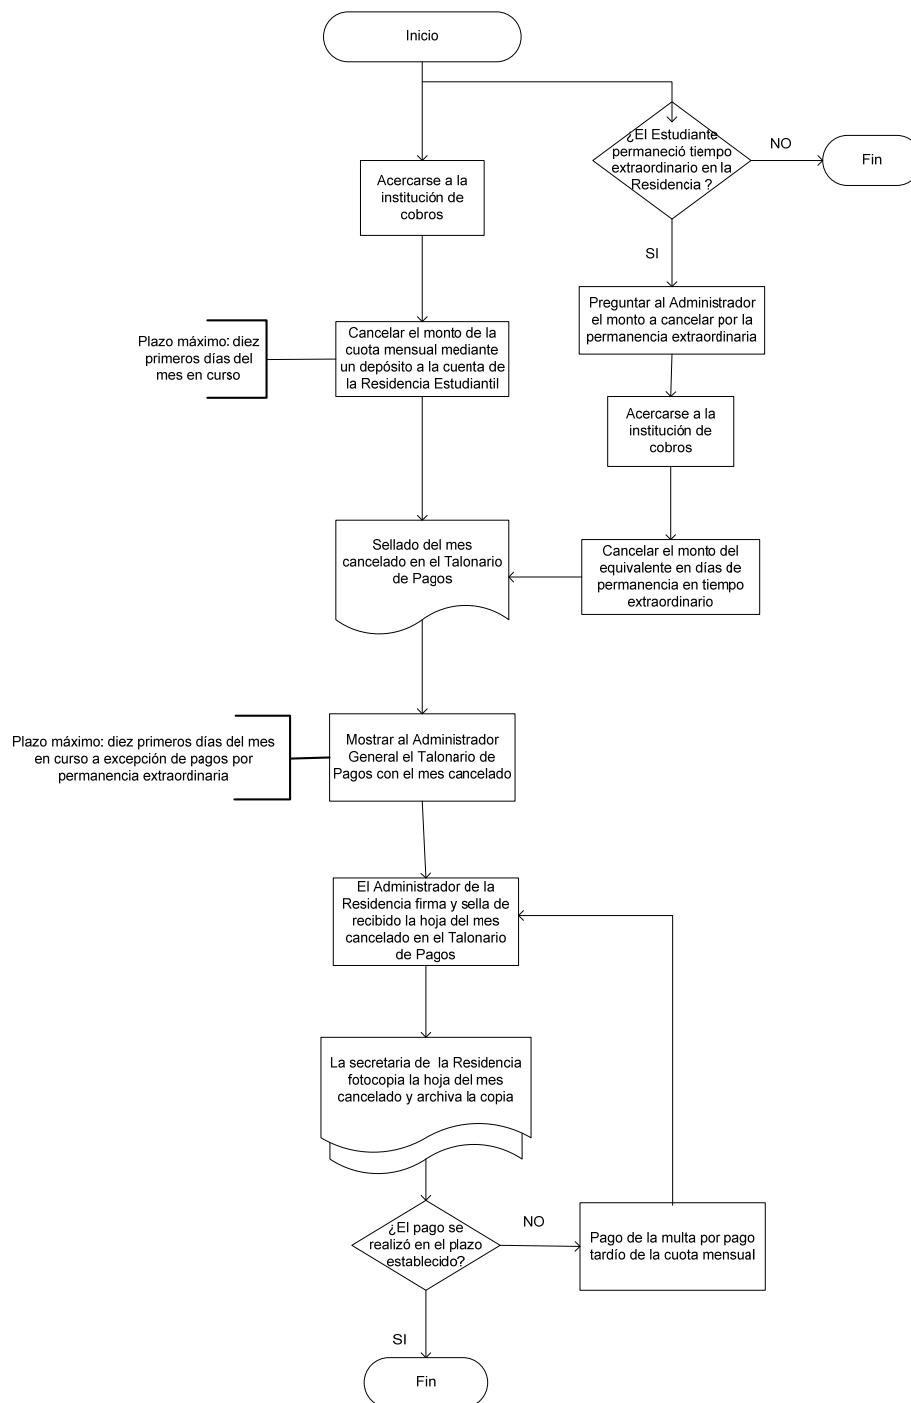 Inicio
¿El Estudiante
permaneció tiempo
extraordinario en la
Residencia ?
NO
Fin
Acercarse a la
institución de
cobros
SI
Preguntar al Administrador
el monto a cancelar por la
permanencia extraordinaria
Plazo máximo: diez
primeros días del
mes en curso
Cancelar el monto de la
cuota mensual mediante
un depósito a la cuenta de
la Residencia Estudiantil
Acercarse a la
institución de
cobros
Sellado del mes
cancelado en el Talonario
de Pagos
Cancelar el monto del
equivalente en días de
permanencia en tiempo
extraordinario
Plazo máximo: diez primeros días del mes
en curso a excepción de pagos por
permanencia extraordinaria
Mostrar al Administrador
General el Talonario de
Pagos con el mes cancelado
El Administrador de la
Residencia firma y sella de
recibido la hoja del mes
cancelado en el Talonario
de Pagos
La secretaria de la Residencia
fotocopia la hoja del mes
cancelado y archiva la copia
¿El pago se
realizó en el plazo
establecido?
NO
Pago de la multa por pago
tardío de la cuota mensual
SI
Fin